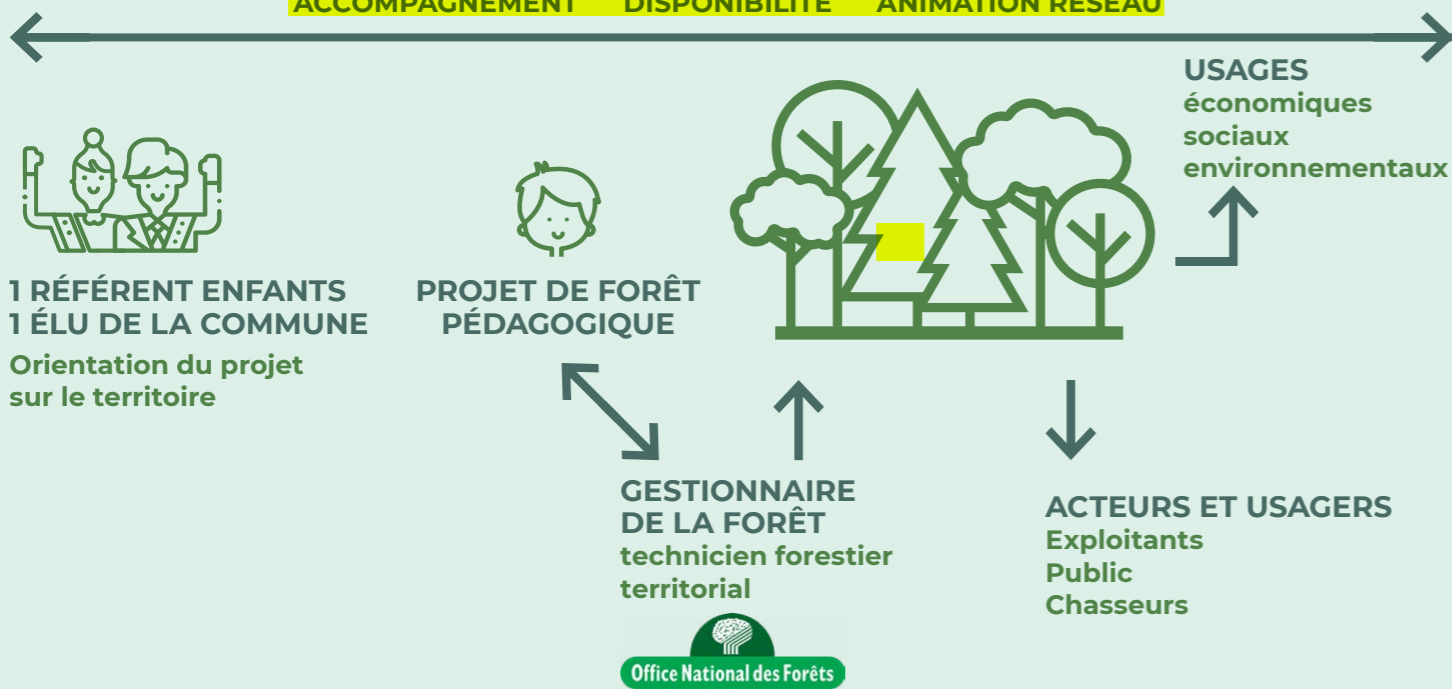 ACCOMPAGNEMENT DISPONIBILITÉ ANIMATION RÉSEAU
USAGES
économiques
sociaux
environnementaux
1 RÉFÉRENT ENFANTS
1 ÉLU DE LA COMMUNE
Orientation du projet
sur le territoire
PROJET DE FORÊT
PÉDAGOGIQUE
GESTIONNAIRE
DE LA FORÊT
technicien forestier
territorial
Office National des Forêts
ACTEURS ET USAGERS
Exploitants
Public
Chasseurs